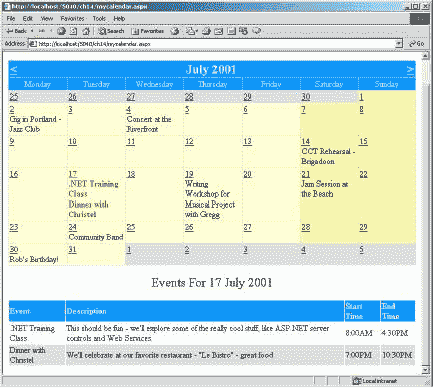 http://localhost/5040/ch14/mycalendar.aspx
File Edit View Favorites Tools Help
Back Search Favorites
Address http://localhost/5040/ch14/mycalendar.aspx Go
< July 2001 >
Monday Tuesday Wednesday Thursday Friday Saturday Sunday
25 26 27 28 29 30 1
2 3 4 5 6 7 8
Gig in Portland - Concert at the
Jazz Club Riverfront
9 10 11 12 13 14 15
CCT Rehearsal -
Brigadoon
16 17 18 19 20 21 22
.NET Training Writing Jam Session at
Class Workshop for the Beach
Dinner with Musical Project
Christel with Gregg
23 24 25 26 27 28 29
Community Band
30 31 1 2 3 4 5
Rob's Birthday!
Events For 17 July 2001
Event Description Start Time End Time
.NET Training This should be fun - we'll explore some of the really cool stuff, like ASP.NET server 8:00AM 4:30PM
Class controls and Web Services.
Dinner with We'll celebrate at our favorite restaurant - "Le Bistro" - great food. 7:00PM 10:30PM
Christel
Local intranet